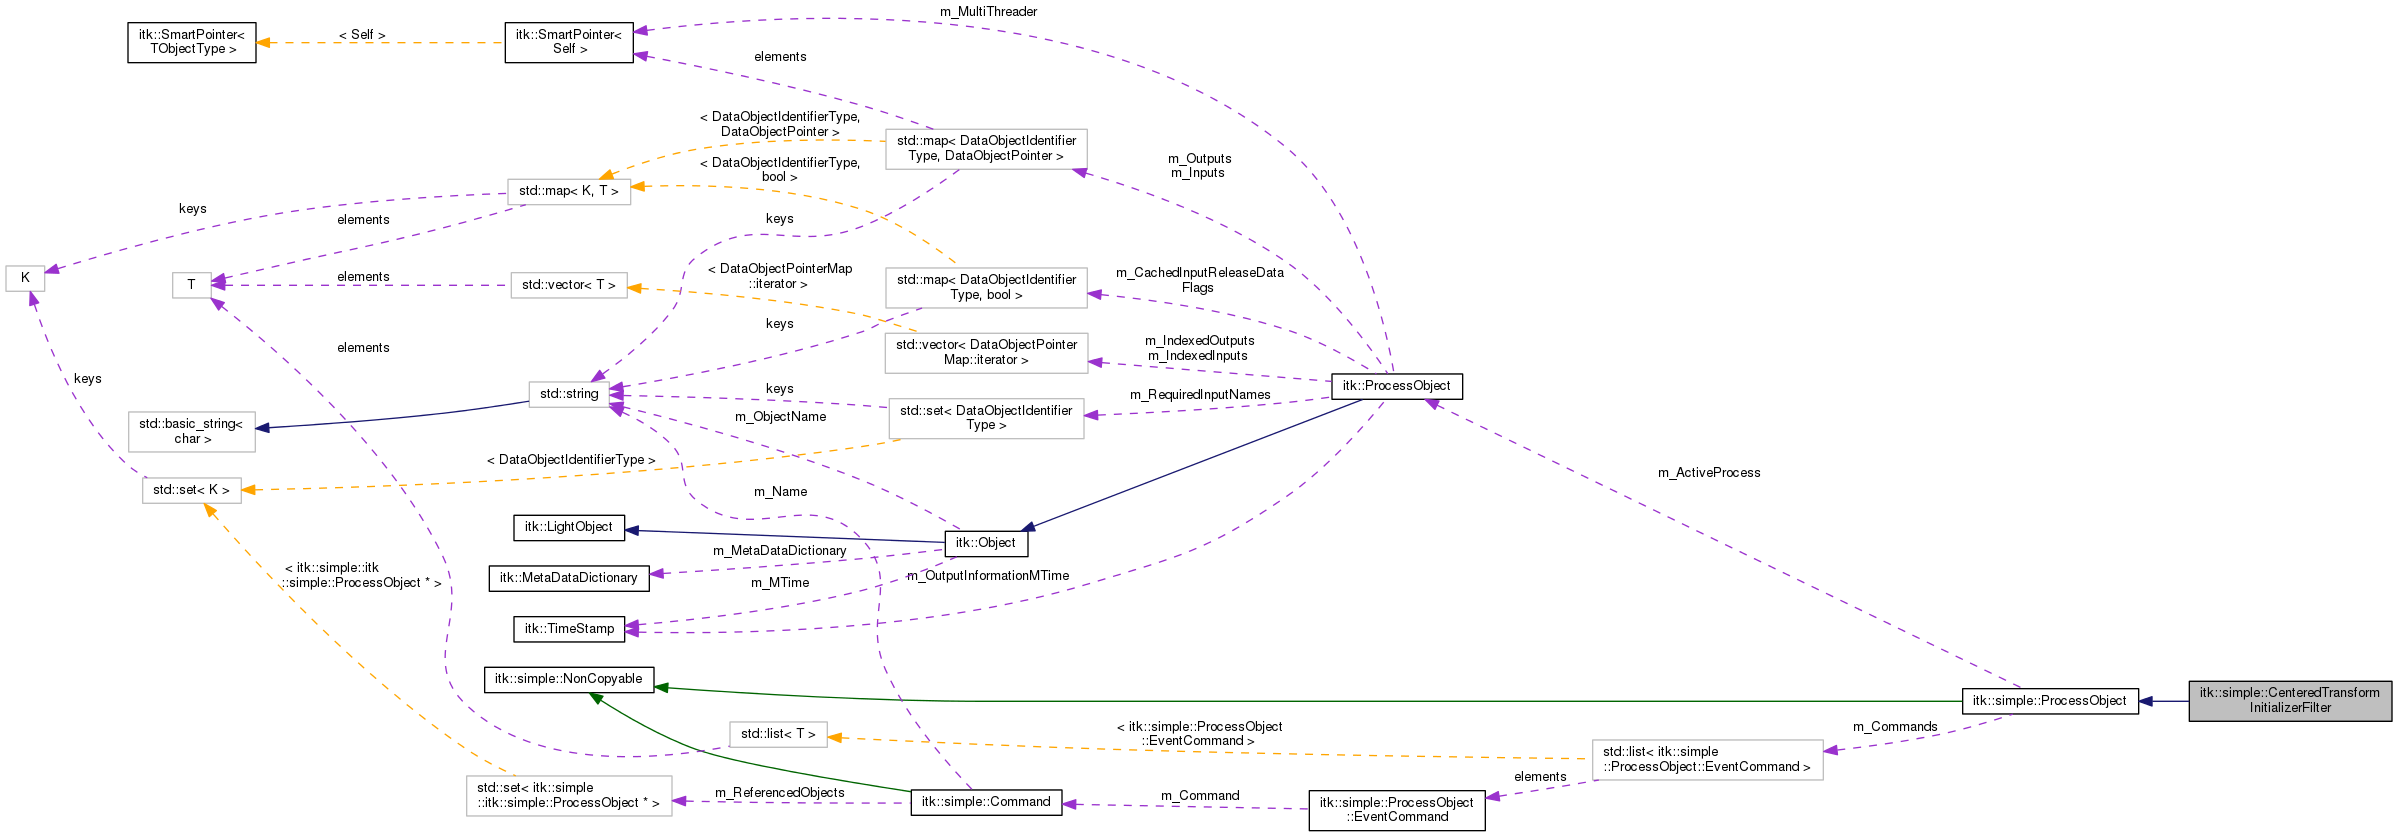 m_MultiThreader
itk::SmartPointer<
TObjectType >
< Self >
itk::SmartPointer<
Self >
elements
< DataObjectIdentifierType,
DataObjectPointer >
std::map< DataObjectIdentifier
Type, DataObjectPointer >
m_Outputs
m_Inputs
< DataObjectIdentifierType,
bool >
std::map< K, T >
keys
elements
keys
K
T
elements
std::vector< T >
< DataObjectPointerMap
::iterator >
std::map< DataObjectIdentifier
Type, bool >
m_CachedInputReleaseData
Flags
keys
std::vector< DataObjectPointer
Map::iterator >
m_IndexedOutputs
m_IndexedInputs
elements
keys
std::string
keys
itk::ProcessObject
m_RequiredInputNames
std::set< DataObjectIdentifier
Type >
m_ObjectName
std::basic_string<
char >
< DataObjectIdentifierType >
m_ActiveProcess
std::set< K >
m_Name
itk::LightObject
itk::Object
m_MetaDataDictionary
itk::MetaDataDictionary
m_MTime
m_OutputInformationMTime
< itk::simple::itk
::simple::ProcessObject * >
itk::TimeStamp
itk::simple::NonCopyable
itk::simple::ProcessObject
itk::simple::CenteredTransform
InitializerFilter
std::list< T >
< itk::simple::ProcessObject
::EventCommand >
m_Commands
std::list< itk::simple
::ProcessObject::EventCommand >
elements
std::set< itk::simple
::itk::simple::ProcessObject * >
m_ReferencedObjects
itk::simple::Command
m_Command
itk::simple::ProcessObject
::EventCommand